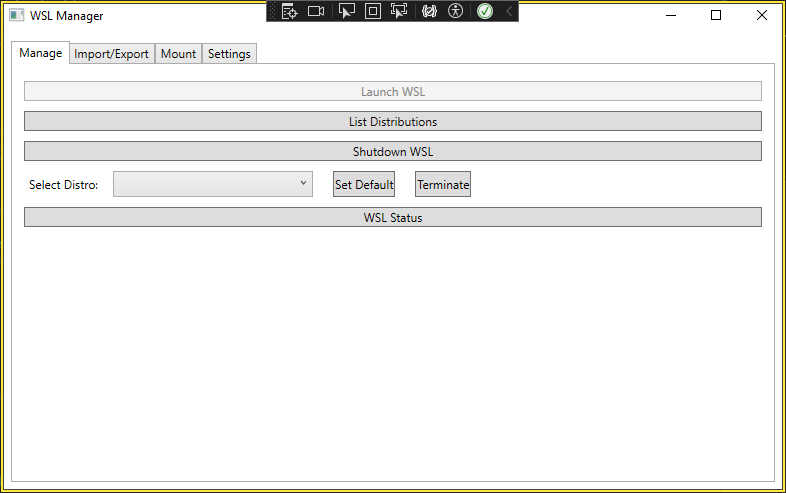 WSL Manager
Manage Import/Export Mount Settings
Launch WSL
List Distributions
Shutdown WSL
Select Distro: Set Default Terminate
WSL Status